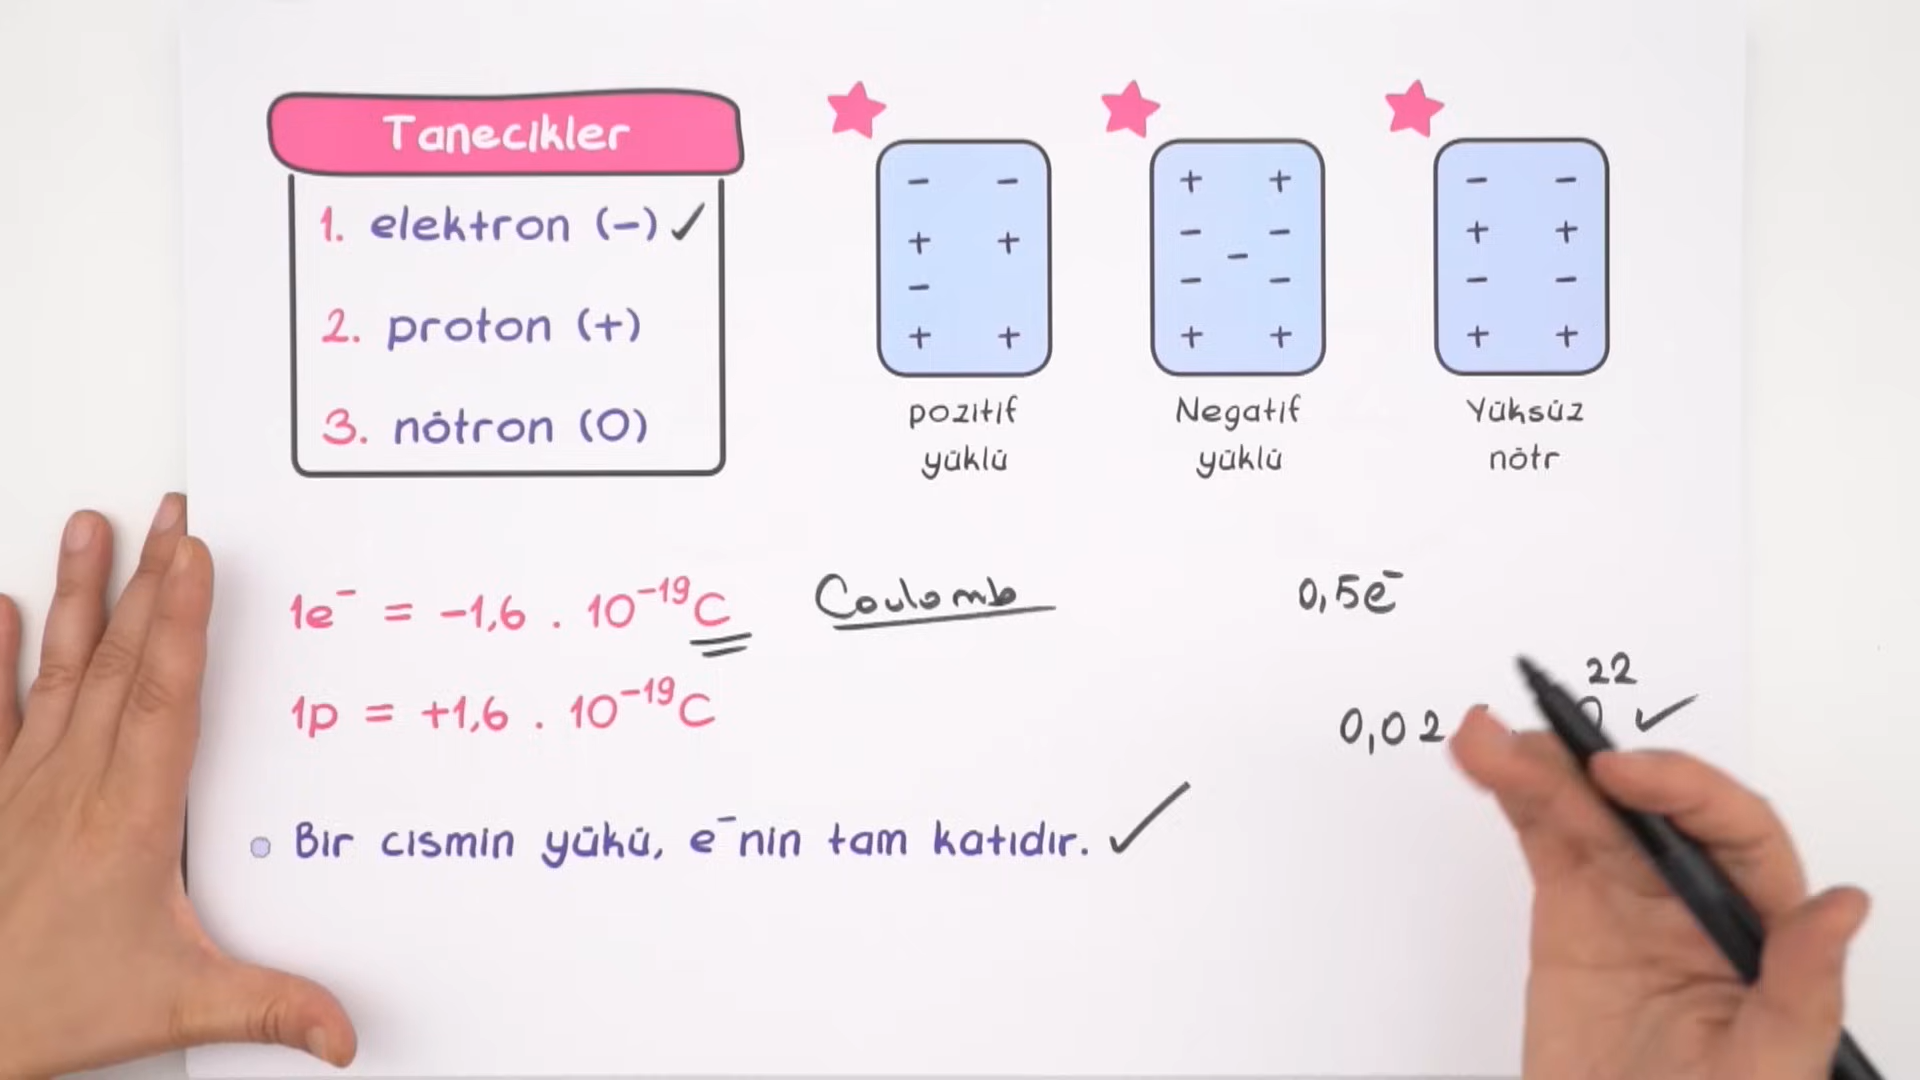 Tanecikler
1. elektron (-) ✓
2. proton (+)
3. nötron (0)
- -
+ +
-
+ +
pozitif
yüklü
+ +
- -
-
- -
+ +
Negatif
yüklü
- -
+ +
- -
+ +
Yüksüz
nötr
1e⁻ = -1,6 . 10⁻¹⁹C
Coulomb
0,5e⁻
1p = +1,6 . 10⁻¹⁹C
22
0,02
✓
Bir cismin yükü, e⁻nin tam katıdır. ✓